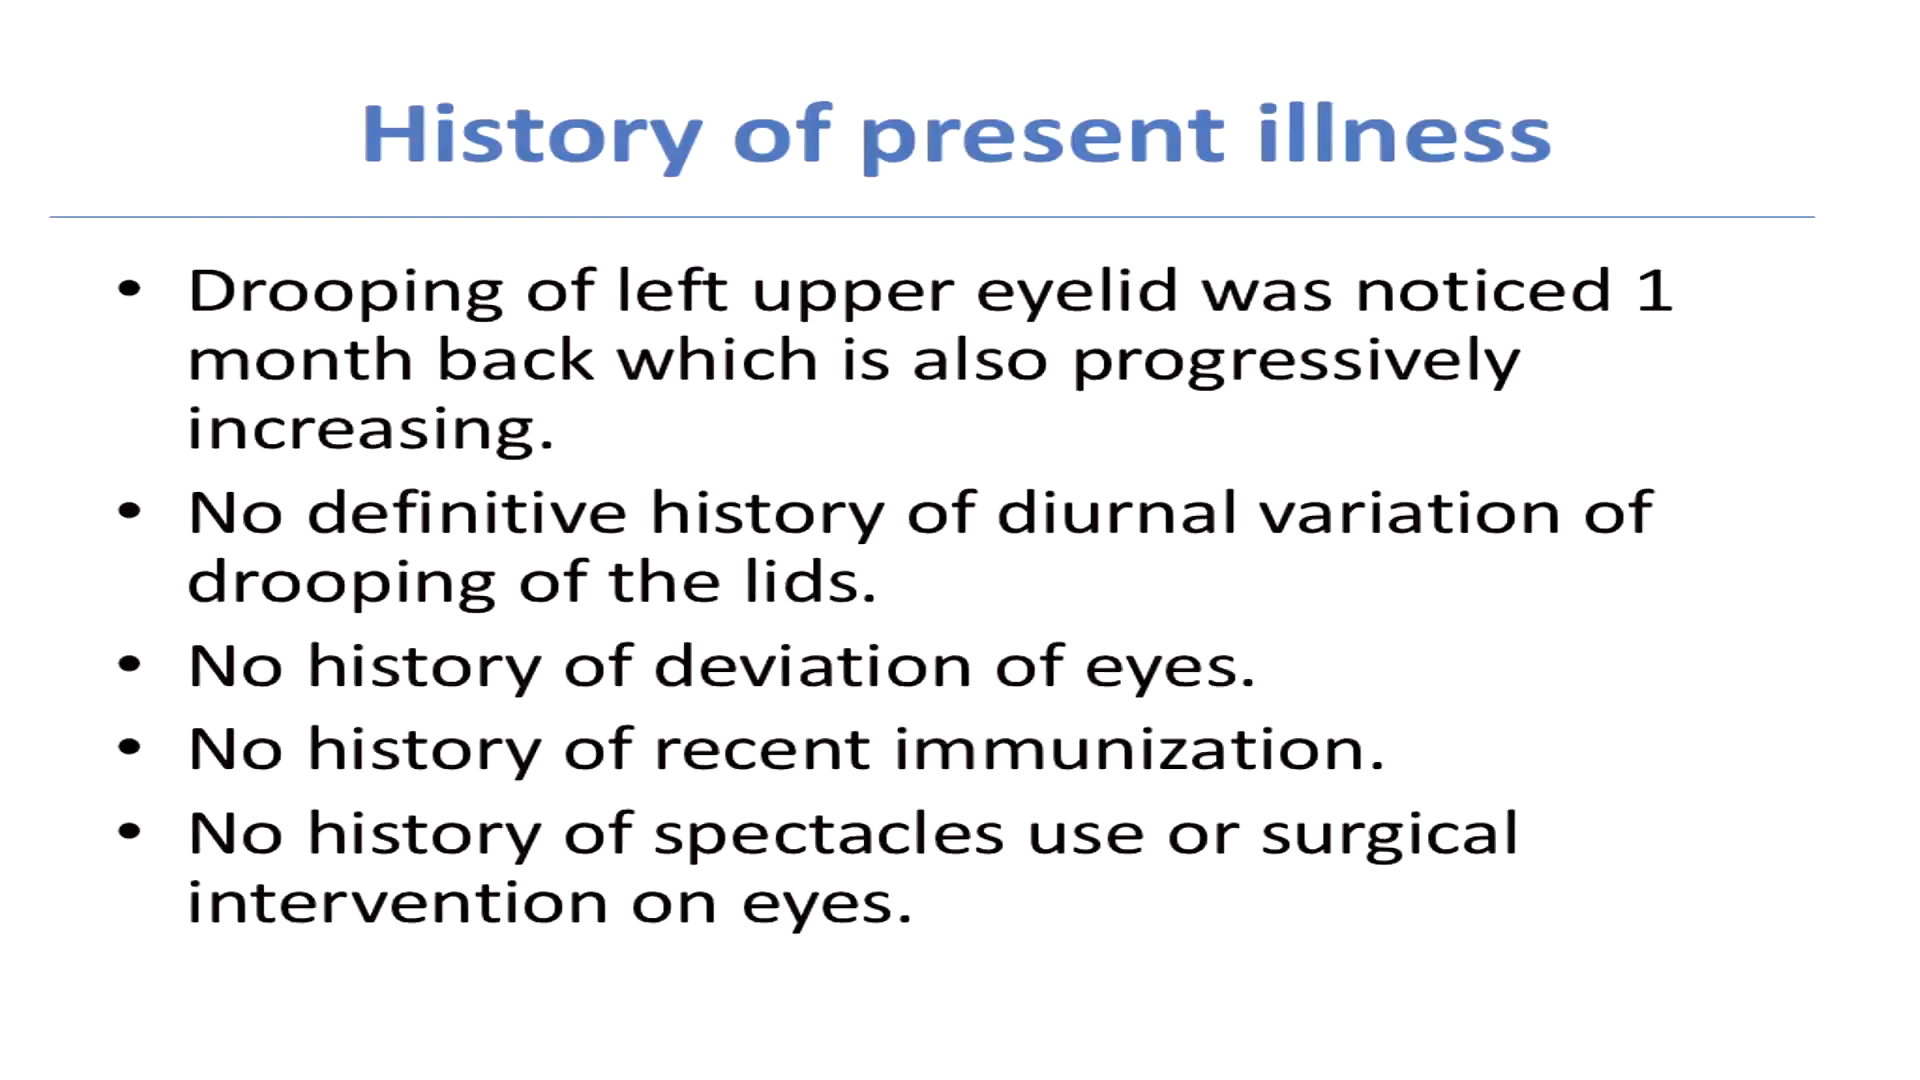 History of present illness
• Drooping of left upper eyelid was noticed 1
month back which is also progressively
increasing.
• No definitive history of diurnal variation of
drooping of the lids.
• No history of deviation of eyes.
• No history of recent immunization.
• No history of spectacles use or surgical
intervention on eyes.